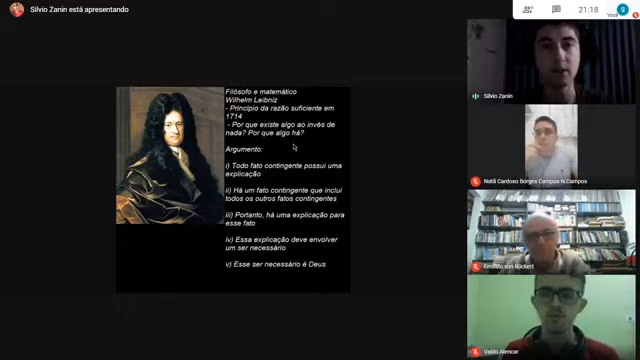 Silvio Zanin está apresentando
21:18
g
Você
Filósofo e matemático
Wilhelm Leibniz
- Princípio da razão suficiente em
1714
- Por que existe algo ao invés de
nada? Por que algo há?
Argumento:
i) Todo fato contingente possui uma
explicação
ii) Há um fato contingente que inclui
todos os outros fatos contingentes
iii) Portanto, há uma explicação para
esse fato
iv) Essa explicação deve envolver
um ser necessário
v) Esse ser necessário é Deus
Silvio Zanin
Natã Cardoso Borges Campos N.Campos
von Rückert
Valdo Alencar